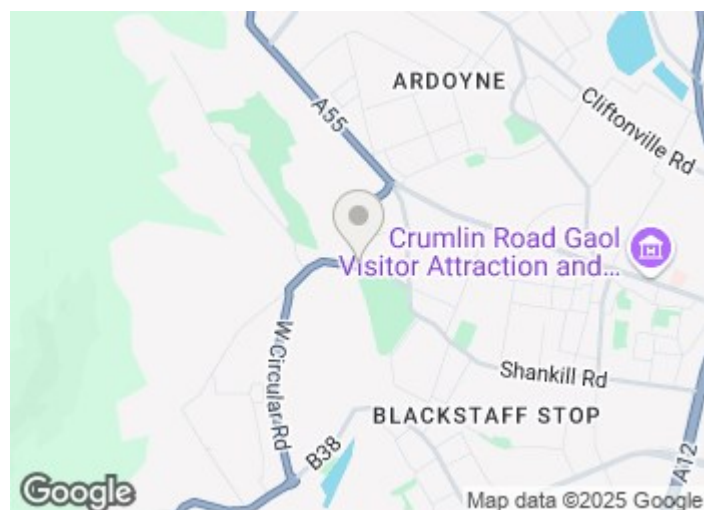 ARDOYNE
A55
Cliftonville Rd
Crumlin Road Gaol
Visitor Attraction and...
W Circular Rd
Shankill Rd
BLACKSTAFF STOP
B38
A12
Google
Map data ©2025 Google